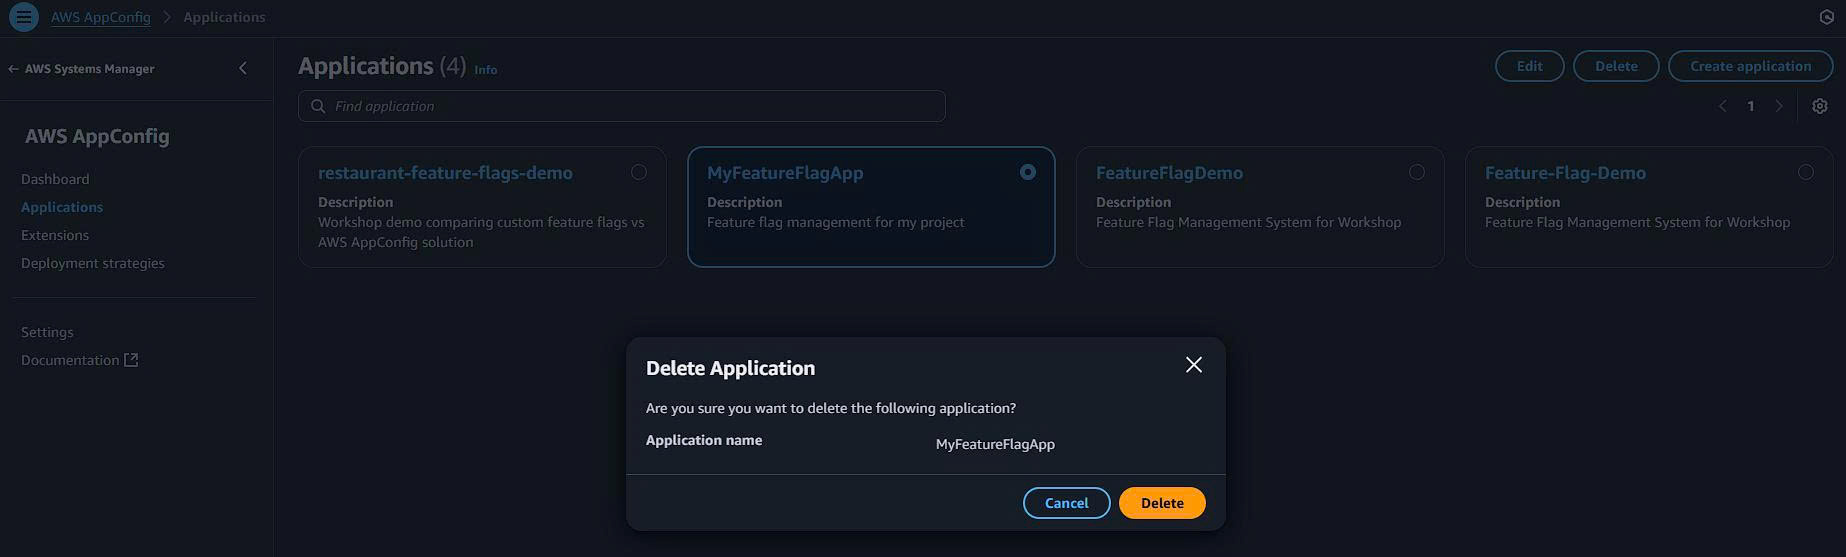 AWS AppConfig > Applications
AWS Systems Manager
Applications (4) Info
Edit
Delete
Create application
Find application
1
AWS AppConfig
Dashboard
Applications
Extensions
Deployment strategies
Settings
Documentation
restaurant-feature-flags-demo
Description
Workshop demo comparing custom feature flags vs
AWS AppConfig solution
MyFeatureFlagApp
Description
Feature flag management for my project
FeatureFlagDemo
Description
Feature Flag Management System for Workshop
Feature-Flag-Demo
Description
Feature Flag Management System for Workshop
Delete Application
Are you sure you want to delete the following application?
Application name MyFeatureFlagApp
Cancel
Delete